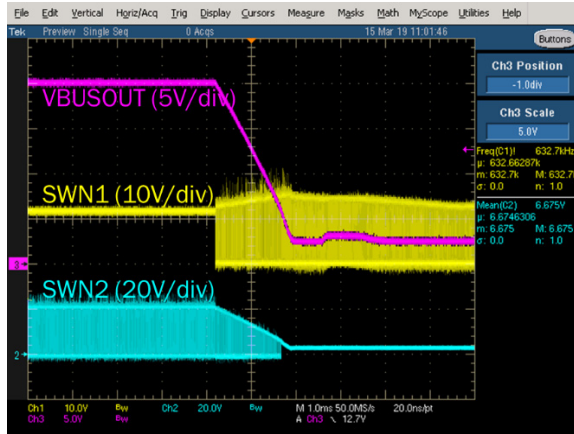 File Edit Vertical Horiz/Acq Trig Display Cursors Measure Masks Math MyScope Utilities Help
Tek Preview Single Seq 0 Acqs 15 Mar 19 11:01:46 Buttons
Ch3 Position
-1.0div
Ch3 Scale
5.0V
VBUSOUT (5V/div)
Freq(C1)! 632.7kHz
µ: 632.66287k
m: 632.7k M: 632.7
σ: 0.0 n: 1.0
SWN1 (10V/div)
Mean(C2) 6.675V
µ: 6.6746306
m: 6.675 M: 6.675
σ: 0.0 n: 1.0
3
SWN2 (20V/div)
2
Ch1 10.0V Bw Ch2 20.0V Bw M 1.0ms 50.0MS/s 20.0ns/pt
Ch3 5.0V Bw A Ch3 12.7V